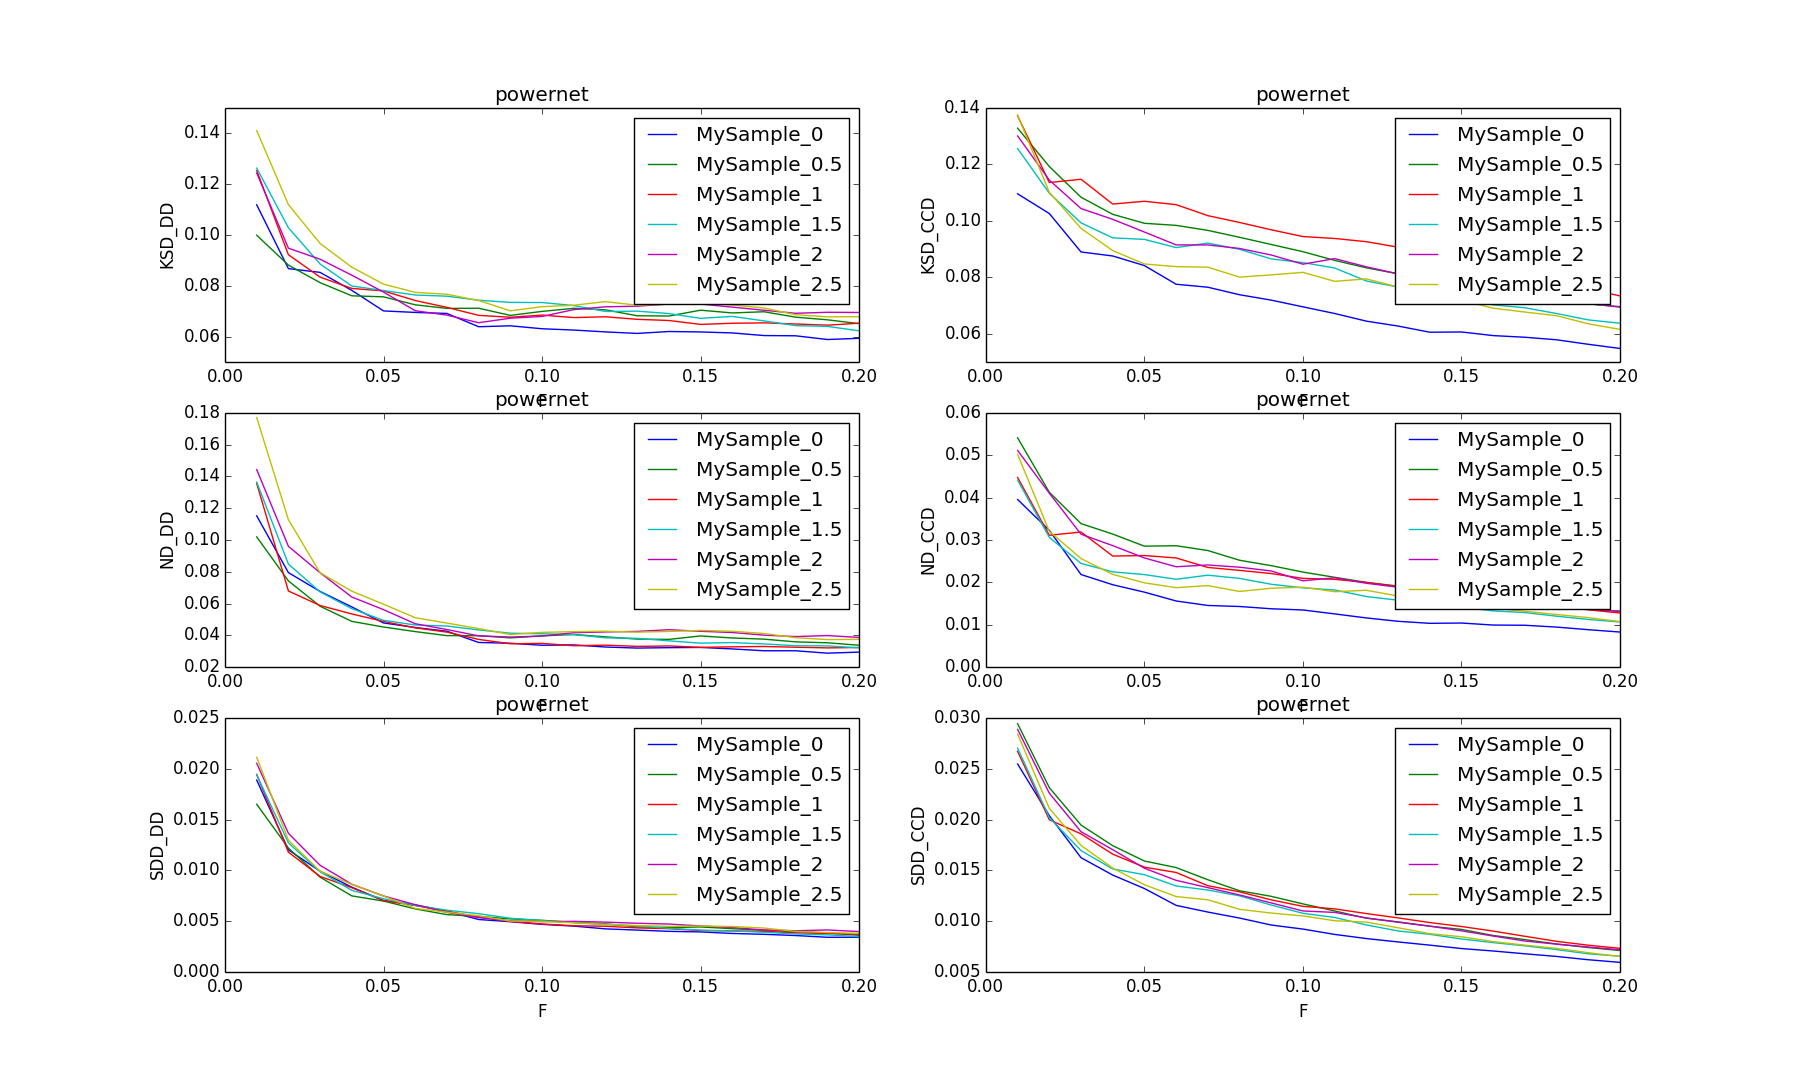 powernet
KSD_DD
0.14
0.12
0.10
0.08
0.06
0.00 0.05 0.10 0.15 0.20
MySample_0
MySample_0.5
MySample_1
MySample_1.5
MySample_2
MySample_2.5
powernet
KSD_CCD
0.14
0.12
0.10
0.08
0.06
0.00 0.05 0.10 0.15 0.20
MySample_0
MySample_0.5
MySample_1
MySample_1.5
MySample_2
MySample_2.5
F
powernet
ND_DD
0.18
0.16
0.14
0.12
0.10
0.08
0.06
0.04
0.02
0.00 0.05 0.10 0.15 0.20
MySample_0
MySample_0.5
MySample_1
MySample_1.5
MySample_2
MySample_2.5
F
powernet
ND_CCD
0.06
0.05
0.04
0.03
0.02
0.01
0.00
0.00 0.05 0.10 0.15 0.20
MySample_0
MySample_0.5
MySample_1
MySample_1.5
MySample_2
MySample_2.5
F
powernet
SDD_DD
0.025
0.020
0.015
0.010
0.005
0.000
0.00 0.05 0.10 0.15 0.20
F
MySample_0
MySample_0.5
MySample_1
MySample_1.5
MySample_2
MySample_2.5
F
powernet
SDD_CCD
0.030
0.025
0.020
0.015
0.010
0.005
0.00 0.05 0.10 0.15 0.20
F
MySample_0
MySample_0.5
MySample_1
MySample_1.5
MySample_2
MySample_2.5